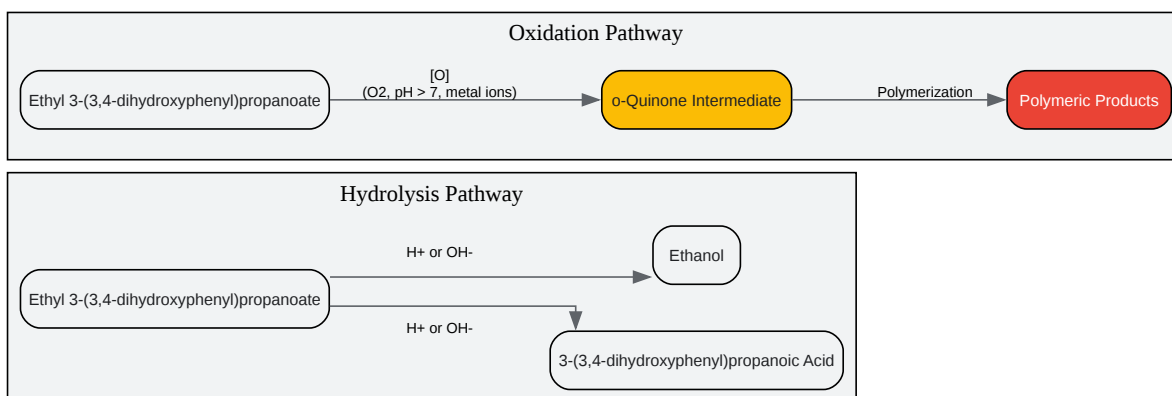 Oxidation Pathway
Ethyl 3-(3,4-dihydroxyphenyl)propanoate
[O]
(O2, pH > 7, metal ions)
o-Quinone Intermediate
Polymerization
Polymeric Products
Hydrolysis Pathway
Ethyl 3-(3,4-dihydroxyphenyl)propanoate
H+ or OH-
Ethanol
H+ or OH-
3-(3,4-dihydroxyphenyl)propanoic Acid